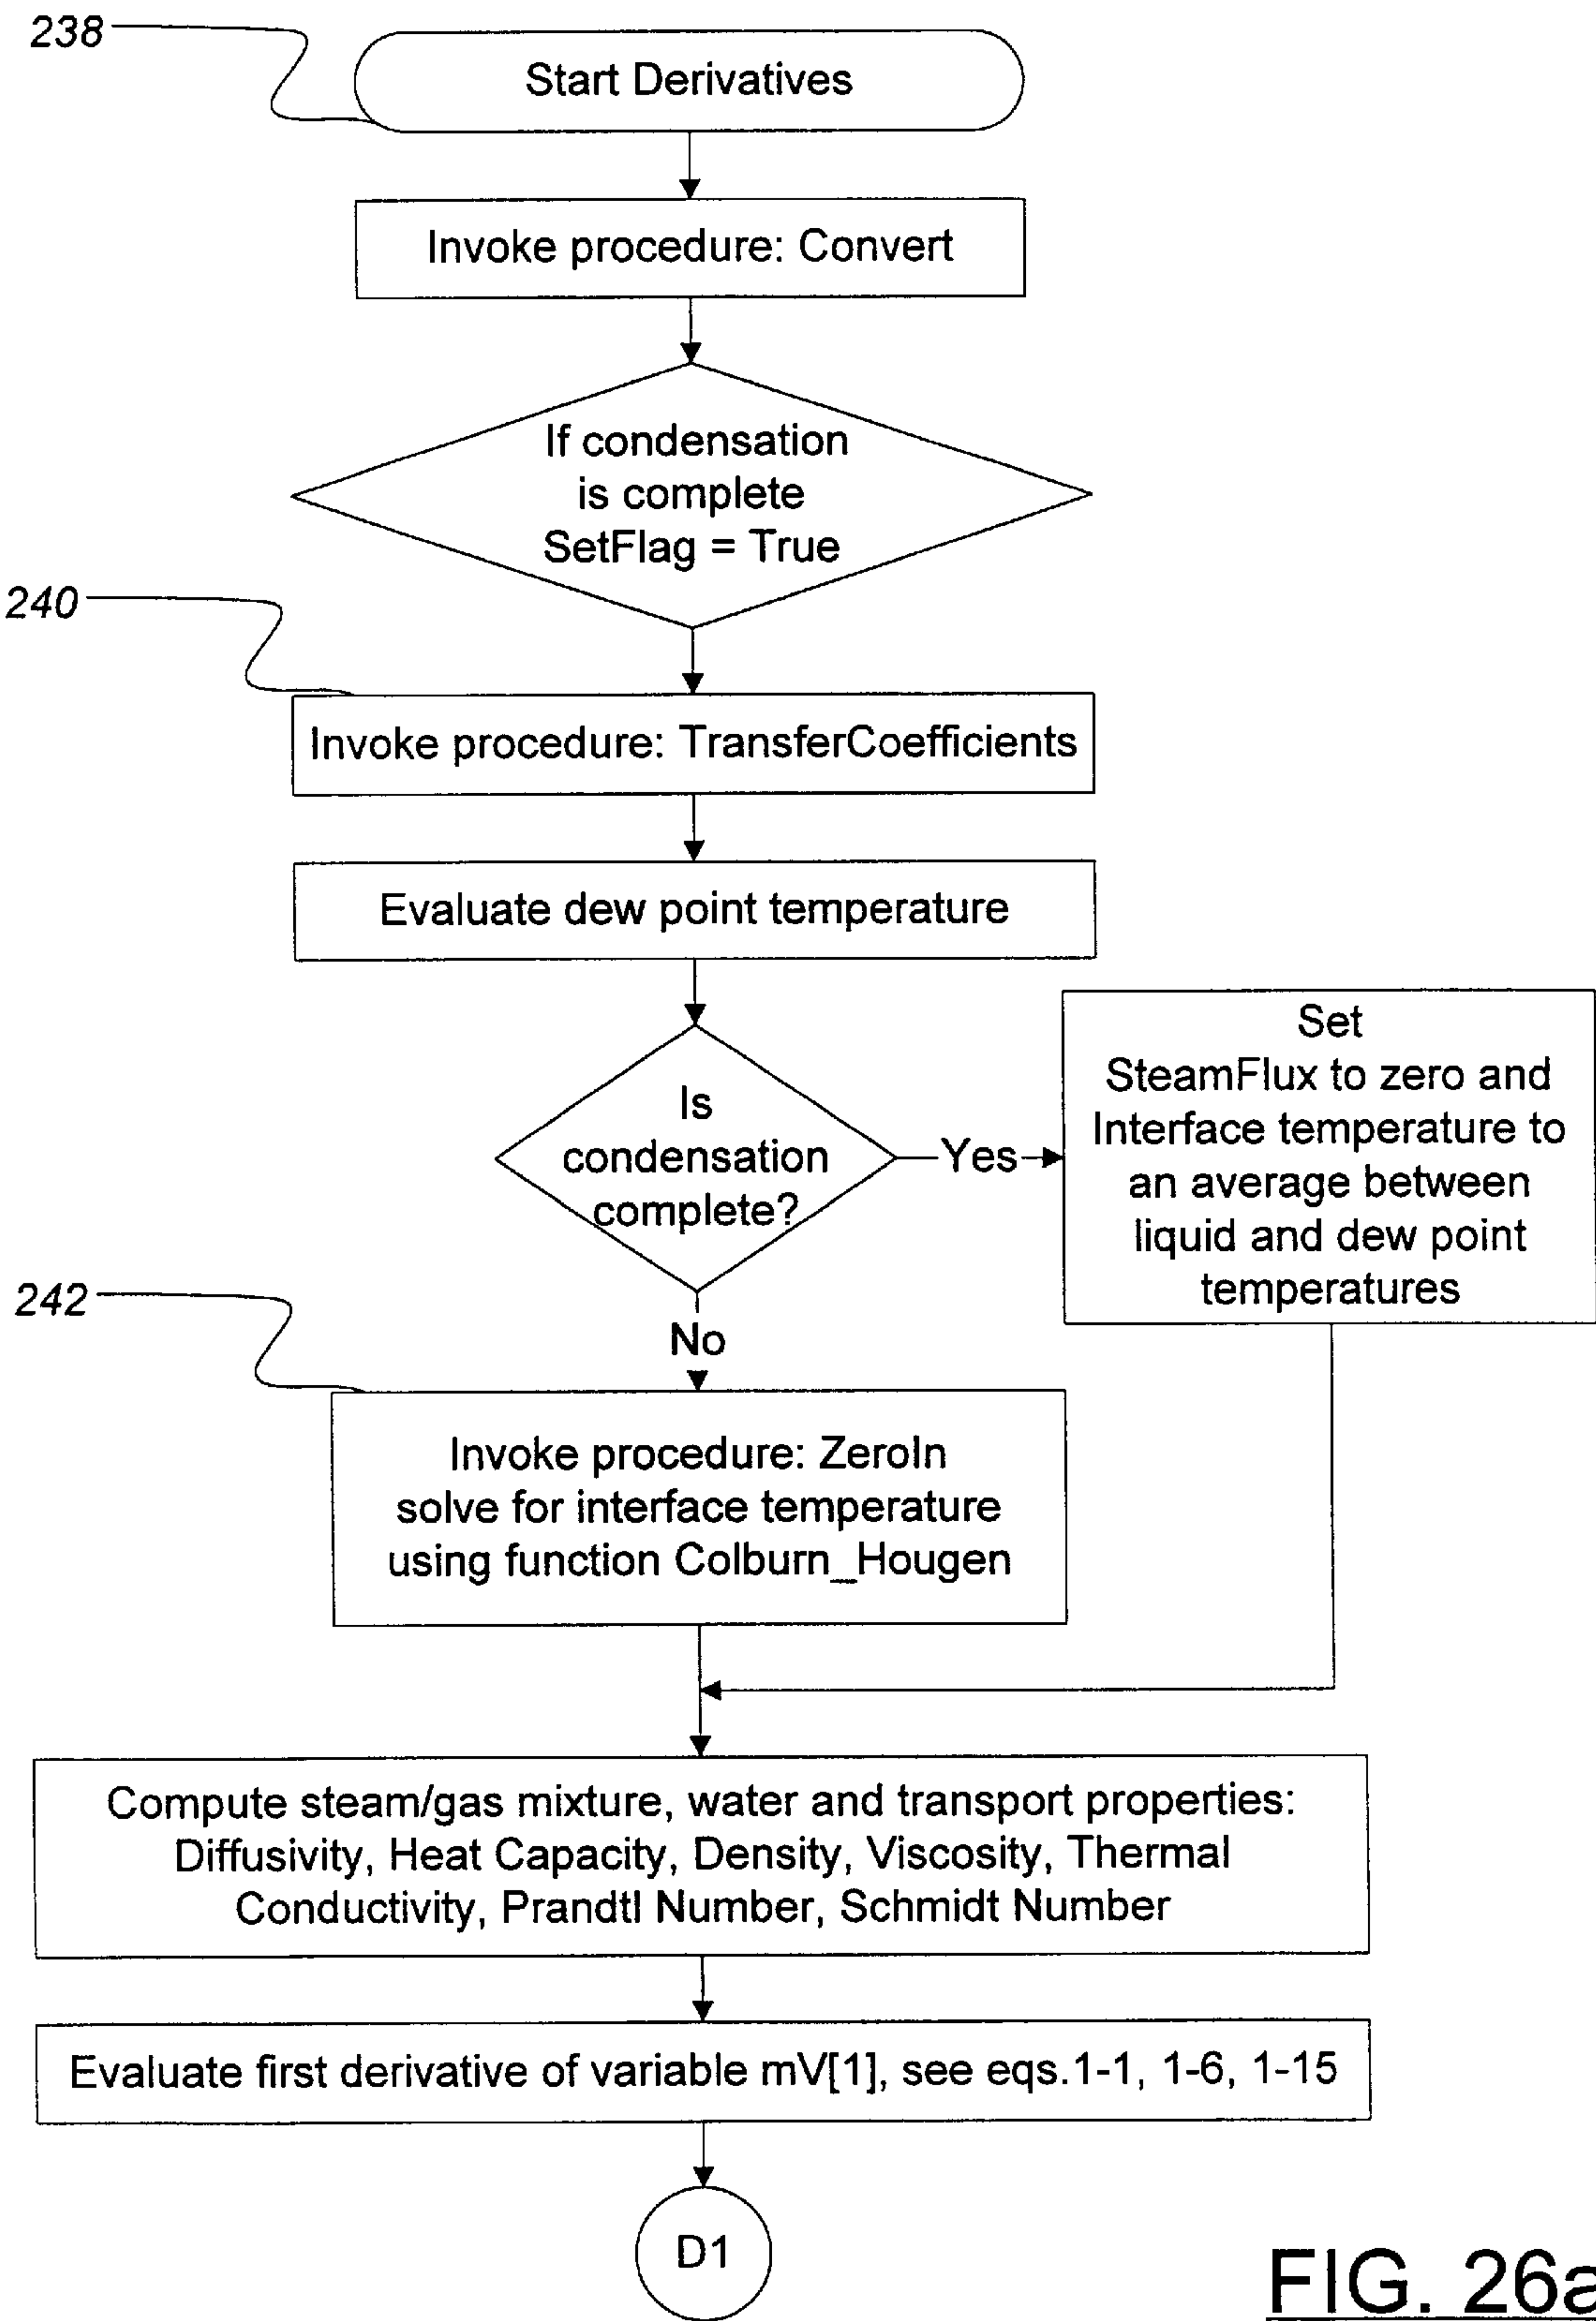 238
Start Derivatives
Invoke procedure: Convert
If condensation
is complete
SetFlag = True
240
Invoke procedure: TransferCoefficients
Evaluate dew point temperature
Is
condensation
complete?
Yes
Set
SteamFlux to zero and
Interface temperature to
an average between
liquid and dew point
temperatures
242
No
Invoke procedure: ZeroIn
solve for interface temperature
using function Colburn_Hougen
Compute steam/gas mixture, water and transport properties:
Diffusivity, Heat Capacity, Density, Viscosity, Thermal
Conductivity, Prandtl Number, Schmidt Number
Evaluate first derivative of variable mV[1], see eqs.1-1, 1-6, 1-15
D1
FIG. 26a